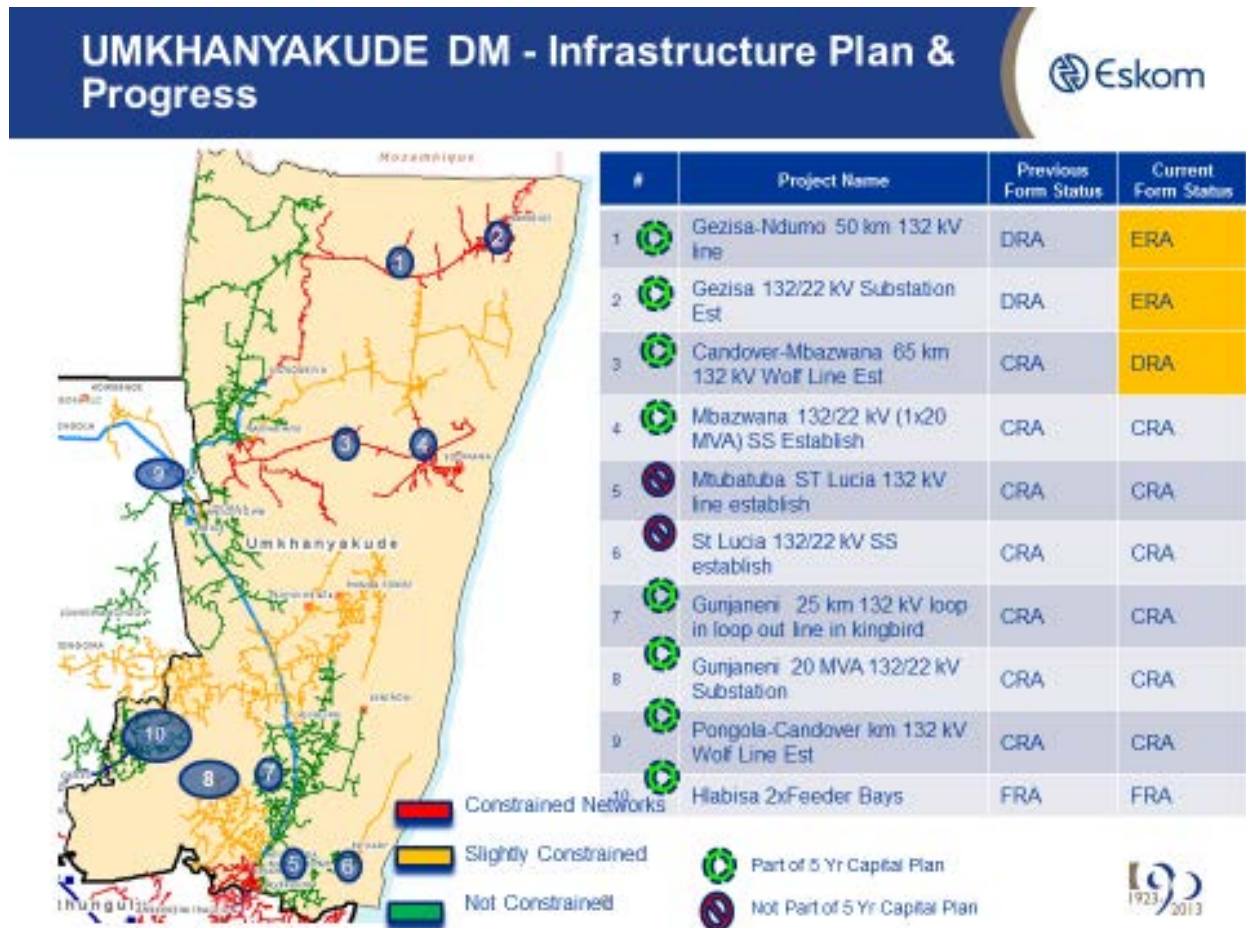 UMKHANYAKUDE DM - Infrastructure Plan &
Progress
Eskom
Mozambique
1
2
3
4
9
Umkhanyakude
10
8
7
5
6
Constrained Networks
Slightly Constrained
Not Constrained
# Project Name Previous Form Status Current Form Status
1 Gezisa-Ndumo 50 km 132 kV line DRA ERA
2 Gezisa 132/22 kV Substation Est DRA ERA
3 Candover-Mbazwana 65 km 132 kV Wolf Line Est CRA DRA
4 Mbazwana 132/22 kV (1x20 MVA) SS Establish CRA CRA
5 Mtubatuba ST Lucia 132 kV line establish CRA CRA
6 St Lucia 132/22 kV SS establish CRA CRA
7 Gunjaneni 25 km 132 kV loop in loop out line in kingbird CRA CRA
8 Gunjaneni 20 MVA 132/22 kV Substation CRA CRA
9 Pongola-Candover km 132 kV Wolf Line Est CRA CRA
10 Hlabisa 2xFeeder Bays FRA FRA
Part of 5 Yr Capital Plan
Not Part of 5 Yr Capital Plan
1923 2013